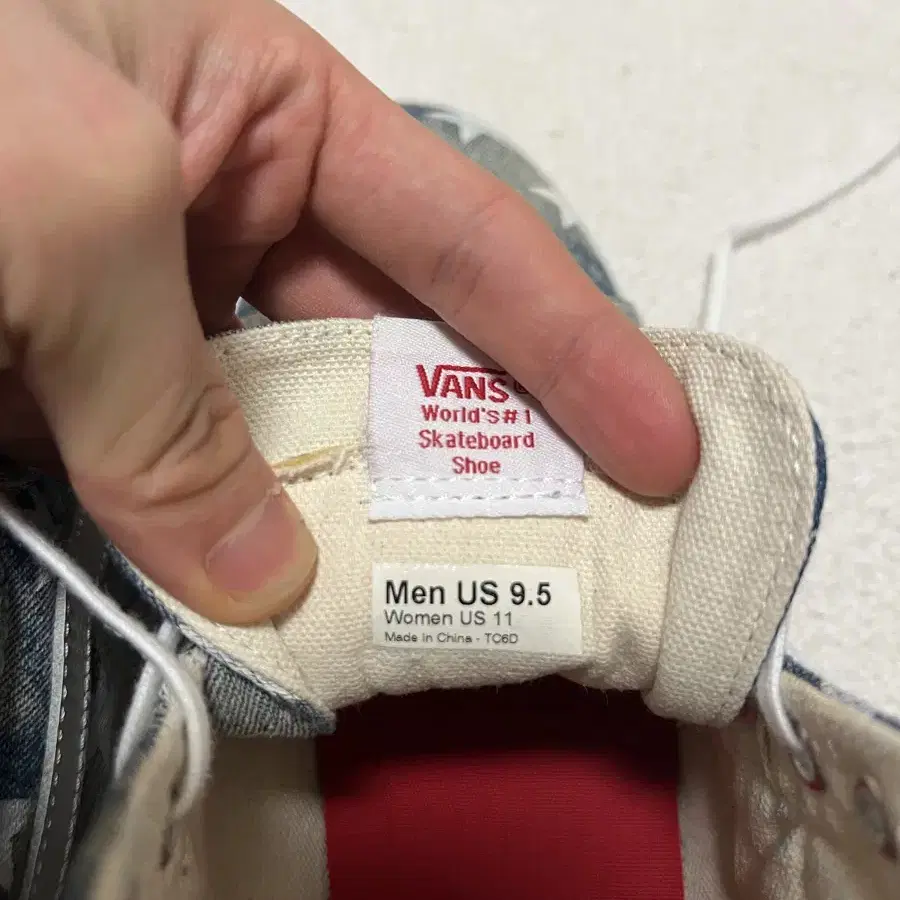 VANS
World's # 1
Skateboard
Shoe
Men US 9.5
Women US 11
Made in China - TC6D